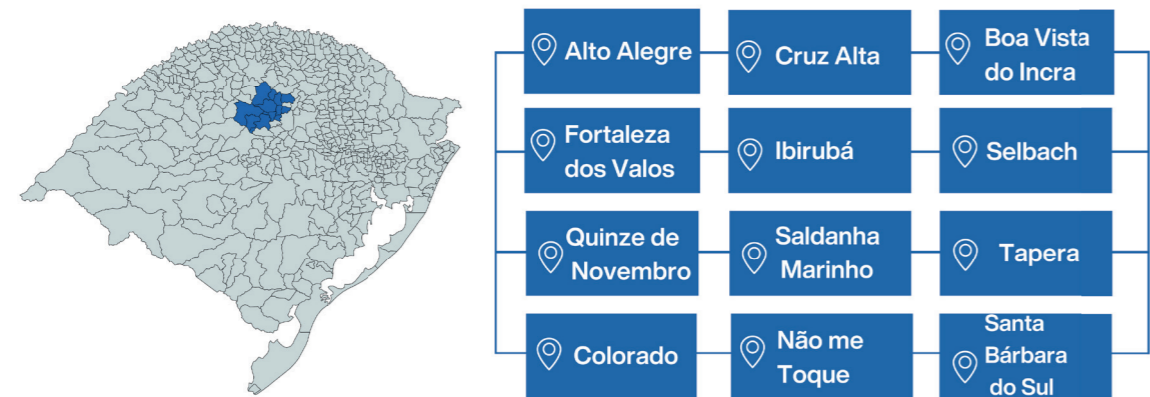 Alto Alegre
Cruz Alta
Boa Vista
do Incra
Fortaleza
dos Valos
Ibirubá
Selbach
Quinze de
Novembro
Saldanha
Marinho
Tapera
Colorado
Não me
Toque
Santa
Bárbara
do Sul